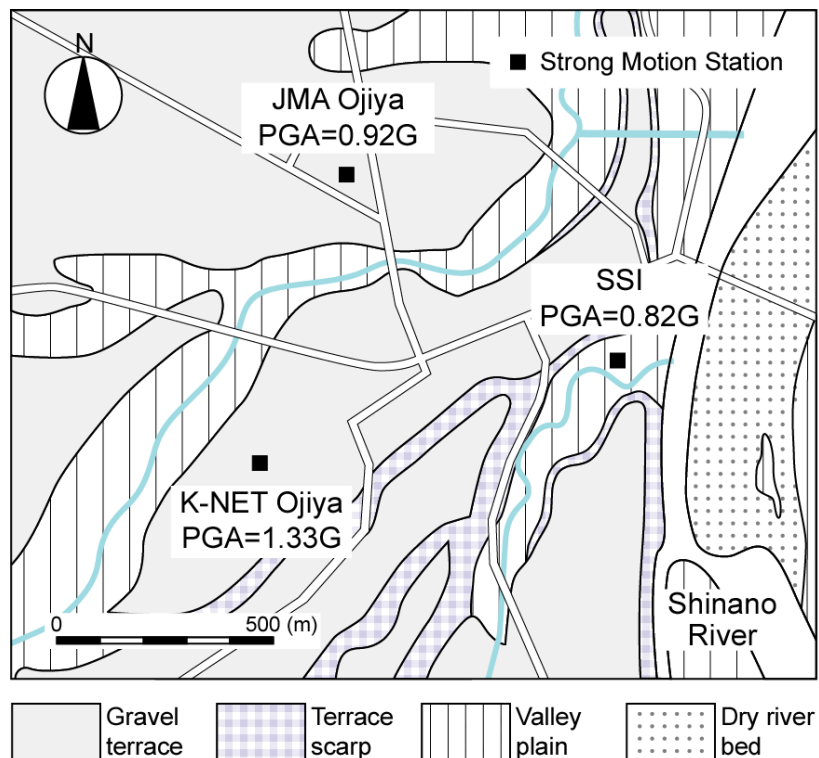 N
Strong Motion Station
JMA Ojiya
PGA=0.92G
SSI
PGA=0.82G
K-NET Ojiya
PGA=1.33G
0 500 (m)
Shinano
River
Gravel
terrace
Terrace
scarp
Valley
plain
Dry river
bed